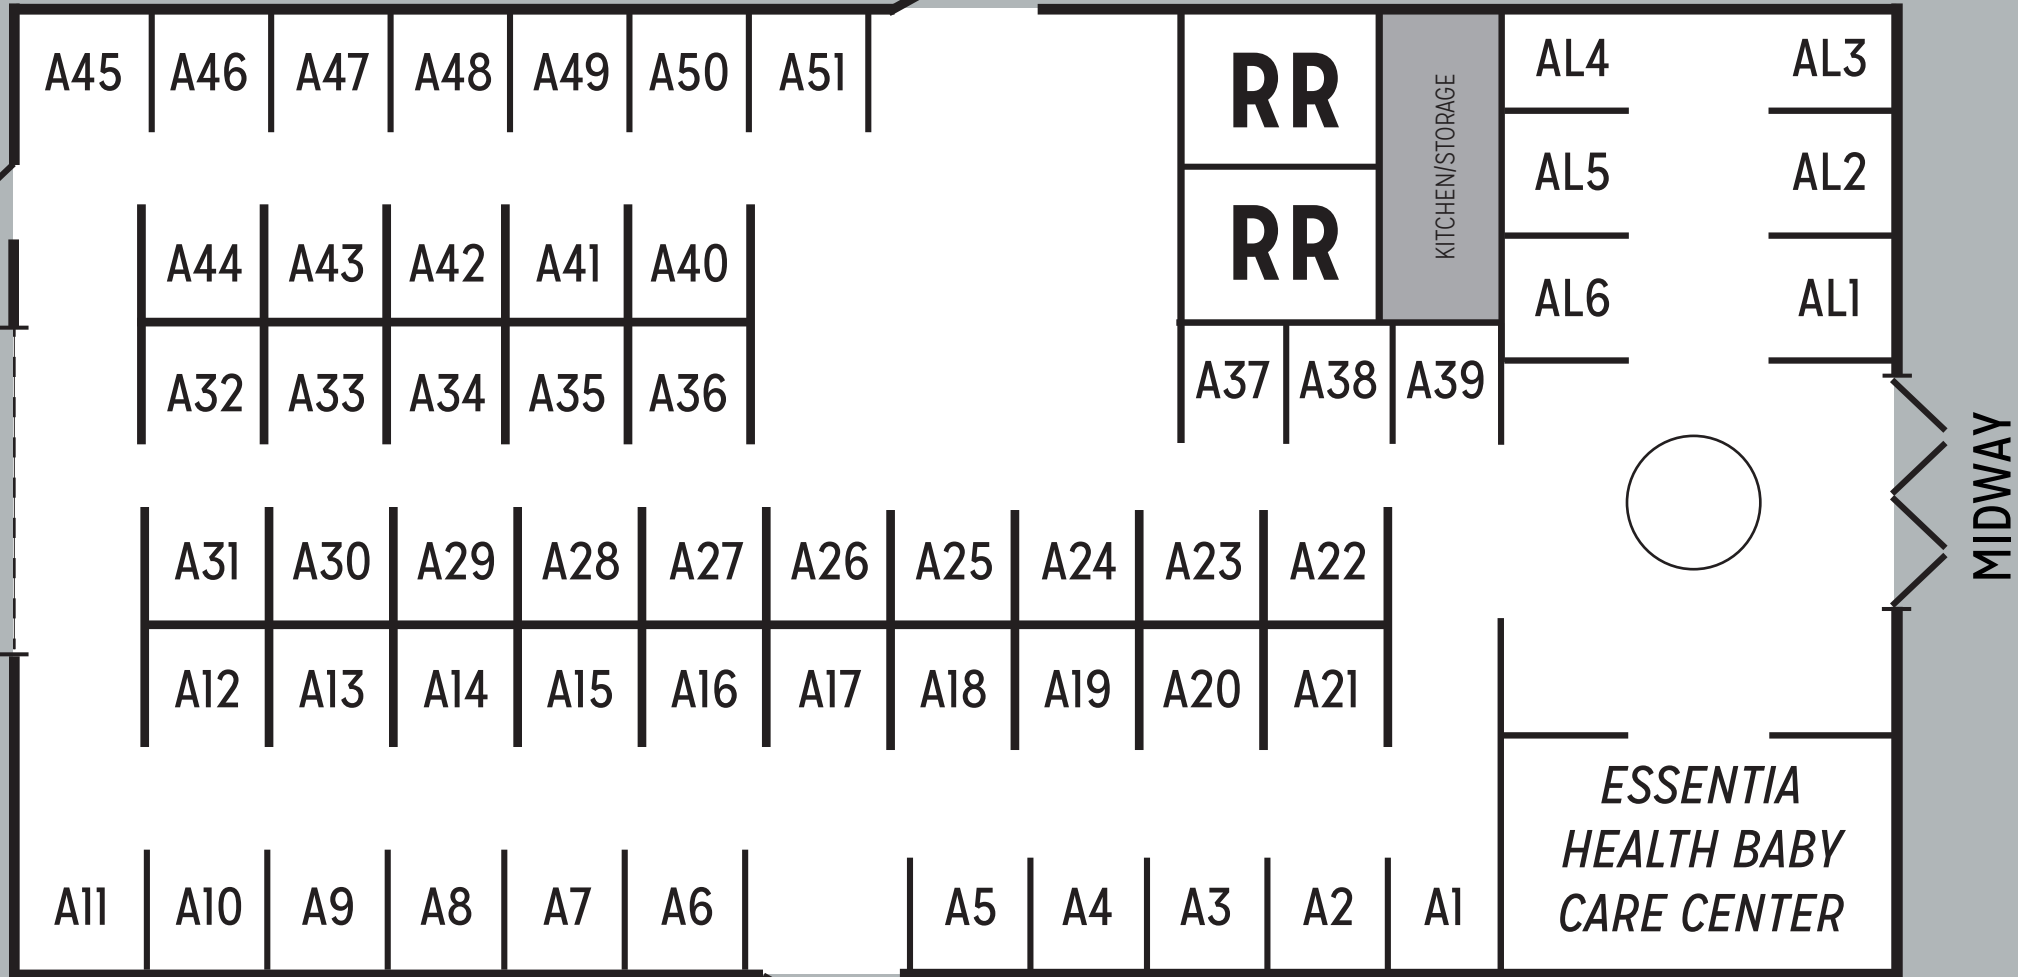 A45 A46 A47 A48 A49 A50 A51
RR
KITCHEN/STORAGE
AL4 AL3
AL5 AL2
RR
A44 A43 A42 A41 A40
AL6 AL1
A32 A33 A34 A35 A36
A37 A38 A39
MIDWAY
A31 A30 A29 A28 A27 A26 A25 A24 A23 A22
A12 A13 A14 A15 A16 A17 A18 A19 A20 A21
ESSENTIA
HEALTH BABY
CARE CENTER
A11 A10 A9 A8 A7 A6 A5 A4 A3 A2 A1